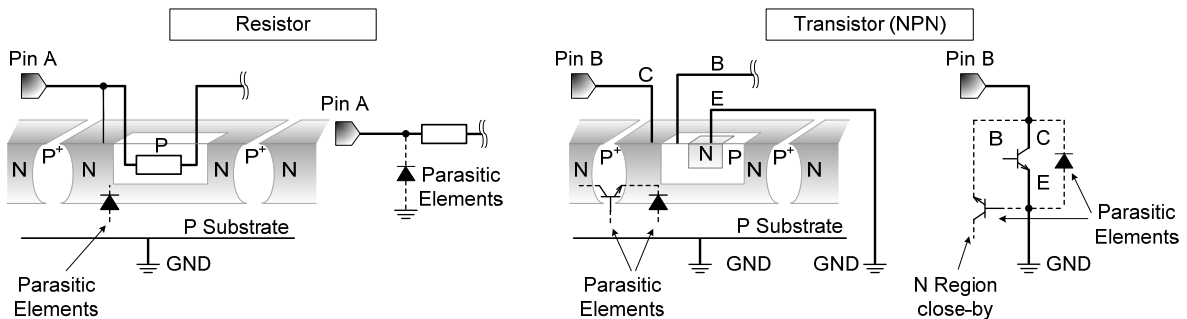 Resistor
Pin A
N
P+
N
P
P+
N
N
P Substrate
GND
Parasitic
Elements
Pin A
Parasitic
Elements
Transistor (NPN)
Pin B
C
B
E
N
P+
N
N
P
P+
N
N
P Substrate
GND
GND
Parasitic
Elements
Pin B
B
C
E
Parasitic
Elements
GND
N Region
close-by